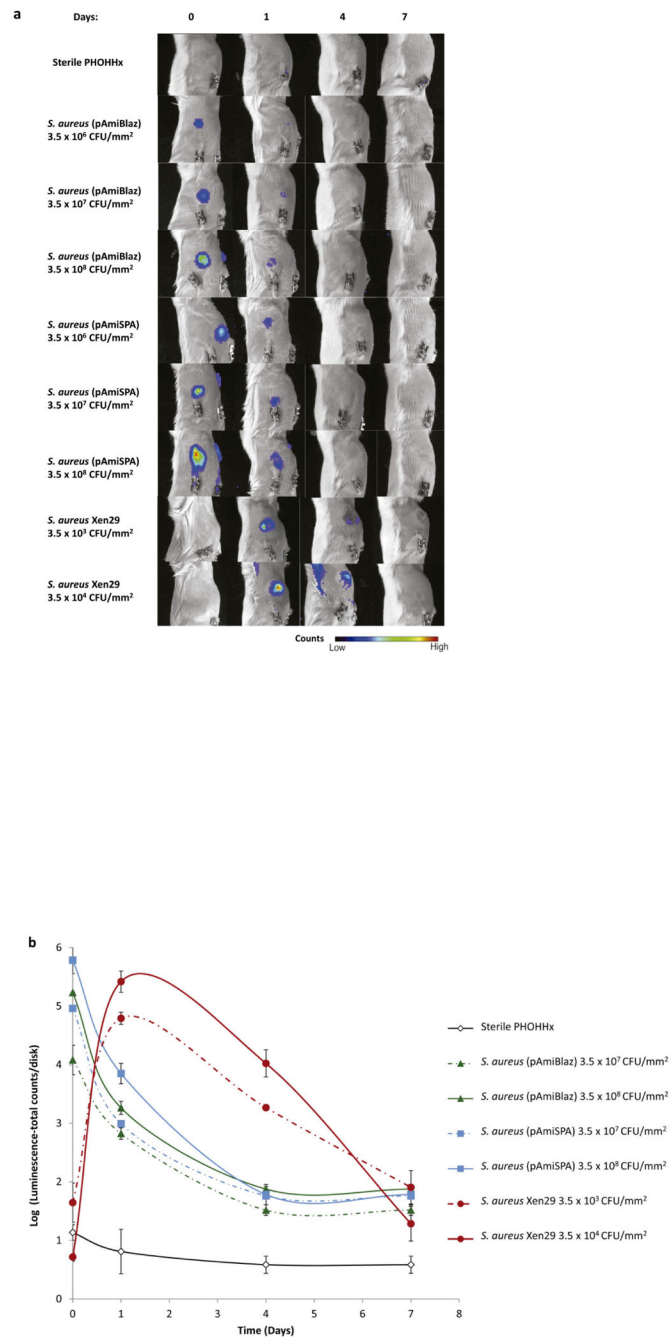 a
Days: 0 1 4 7
Sterile PHOHHx
S. aureus (pAmiBlaz)
3.5 x 10⁶ CFU/mm²
S. aureus (pAmiBlaz)
3.5 x 10⁷ CFU/mm²
S. aureus (pAmiBlaz)
3.5 x 10⁸ CFU/mm²
S. aureus (pAmiSPA)
3.5 x 10⁶ CFU/mm²
S. aureus (pAmiSPA)
3.5 x 10⁷ CFU/mm²
S. aureus (pAmiSPA)
3.5 x 10⁸ CFU/mm²
S. aureus Xen29
3.5 x 10³ CFU/mm²
S. aureus Xen29
3.5 x 10⁴ CFU/mm²
Counts
Low High
b
6
5
4
3
2
1
0
Log (Luminescence-total counts/disk)
0 1 2 3 4 5 6 7 8
Time (Days)
Sterile PHOHHx
S. aureus (pAmiBlaz) 3.5 x 10⁷ CFU/mm²
S. aureus (pAmiBlaz) 3.5 x 10⁸ CFU/mm²
S. aureus (pAmiSPA) 3.5 x 10⁷ CFU/mm²
S. aureus (pAmiSPA) 3.5 x 10⁸ CFU/mm²
S. aureus Xen29 3.5 x 10³ CFU/mm²
S. aureus Xen29 3.5 x 10⁴ CFU/mm²